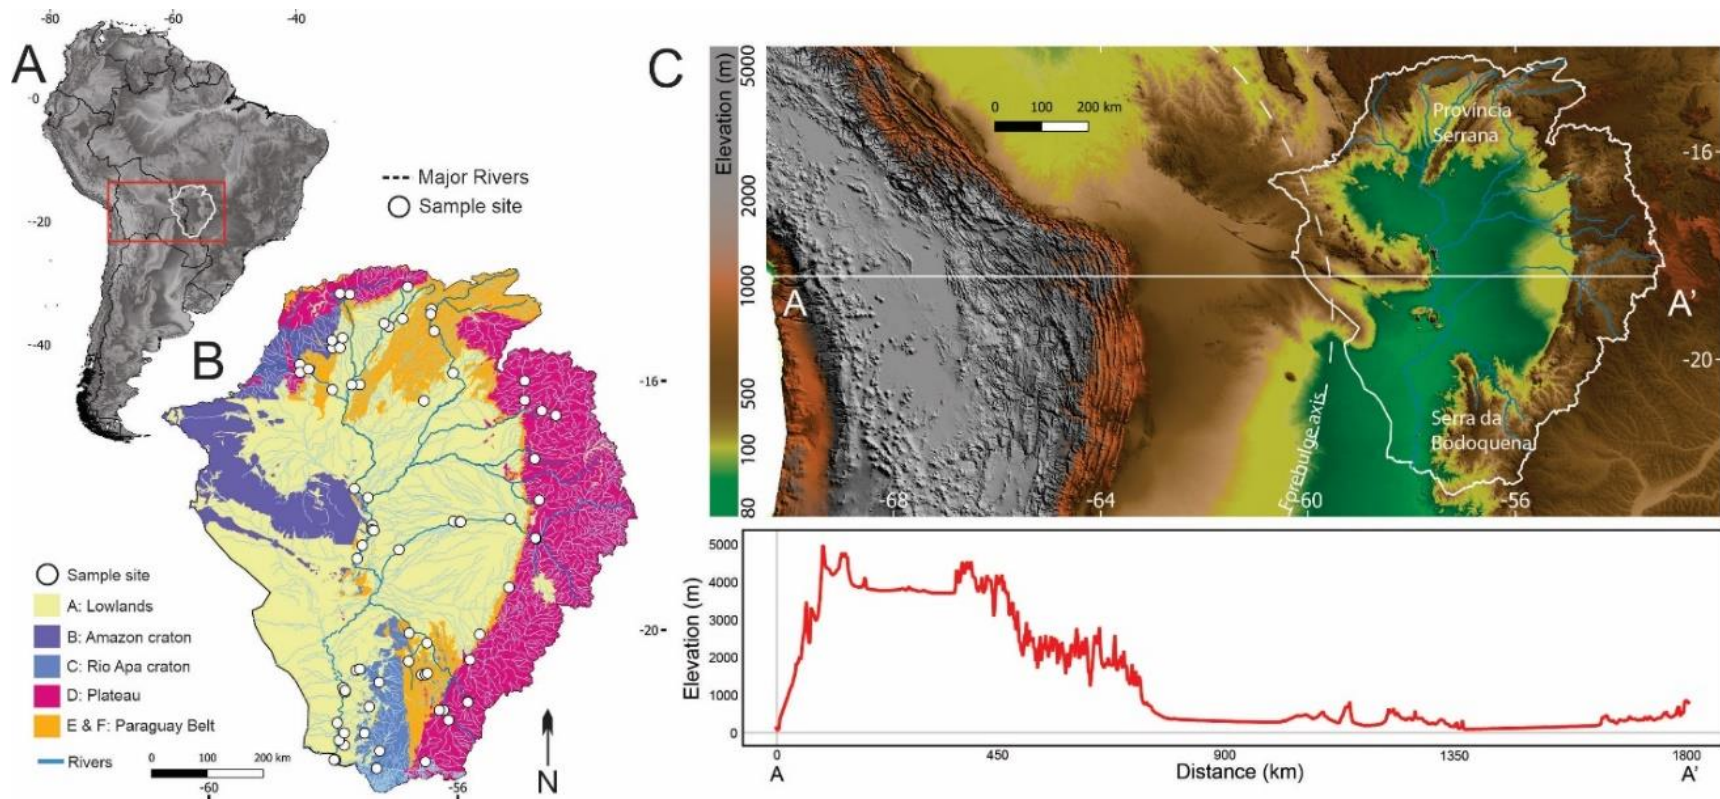 -80
-60
-40
A
-0
--20
--40
Major Rivers
Sample site
B
-16
-20
Sample site
A: Lowlands
B: Amazon craton
C: Rio Apa craton
D: Plateau
E & F: Paraguay Belt
Rivers
0 100 200 km
-60
-56
N
C
Elevation (m)
5000
2000
1000
500
100
80
0 100 200 km
Província
Serrana
-16
A
A'
-20
Forebulge axis
Serra da
Bodoquena
-68
-64
-60
-56
Elevation (m)
5000
4000
3000
2000
1000
0
0
450
900
1350
1800
A
Distance (km)
A'